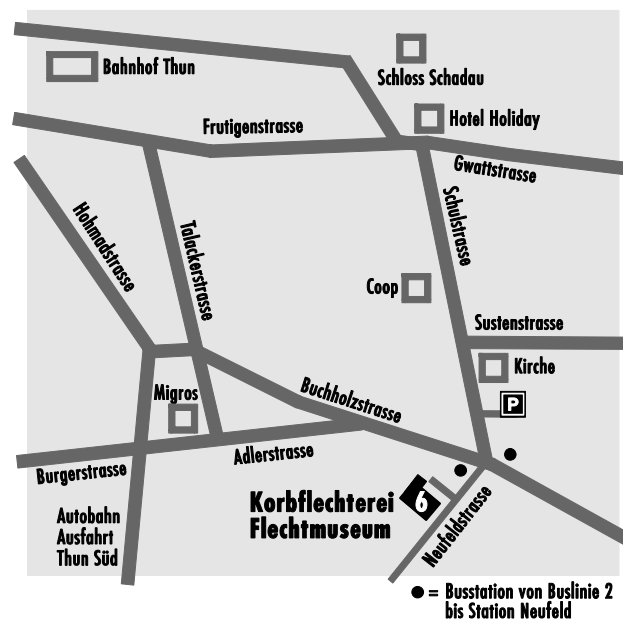 Bahnhof Thun
Schloss Schadau
Hotel Holiday
Frutigenstrasse
Gwattstrasse
Schulstrasse
Hohmadstrasse
Talackerstrasse
Coop
Sustenstrasse
Kirche
P
Migros
Buchholzstrasse
Adlerstrasse
Burgerstrasse
6
Korbflechterei
Flechtmuseum
Neufeldstrasse
Autobahn
Ausfahrt
Thun Süd
= Busstation von Buslinie 2
bis Station Neufeld